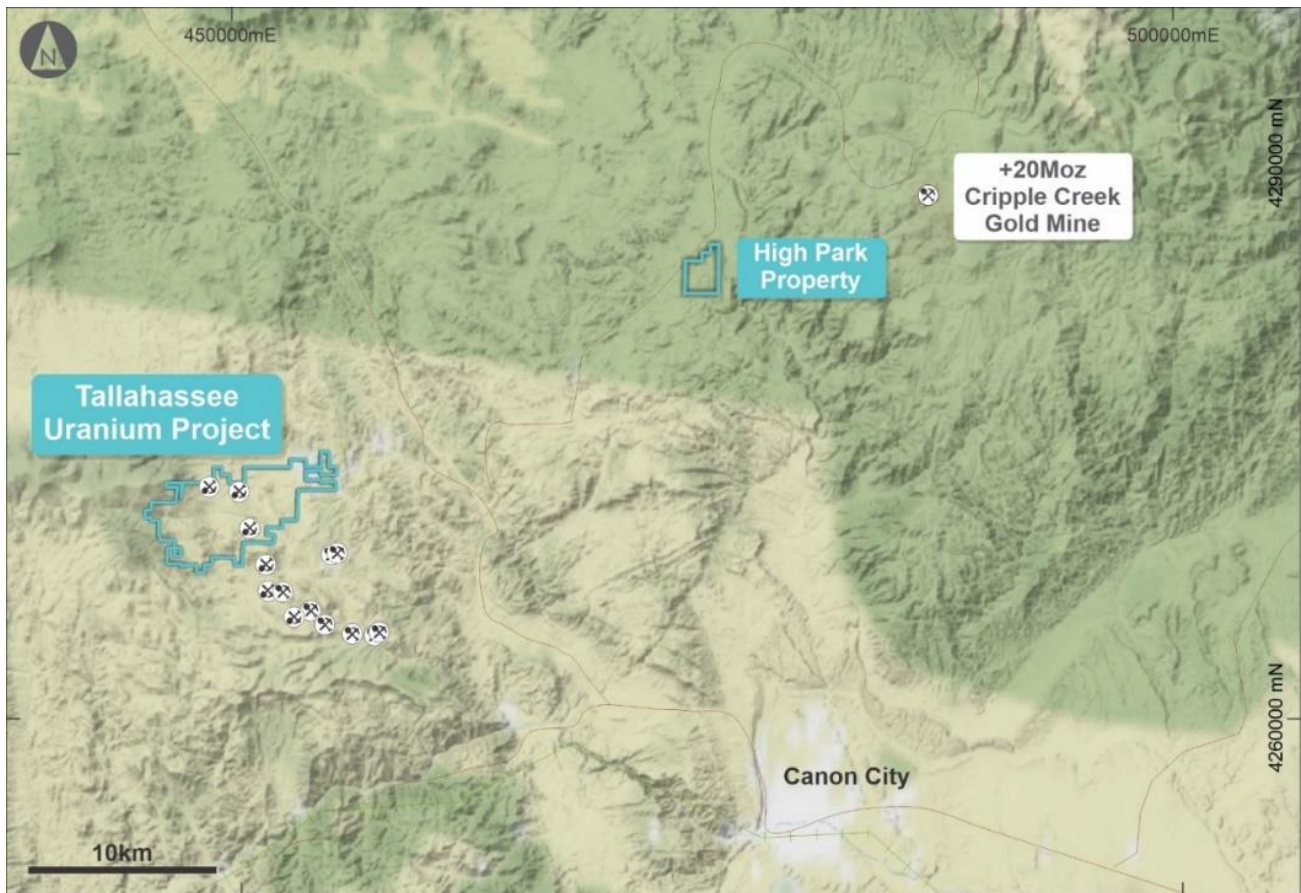 N
450000mE
500000mE
4290000 mN
+20Moz
Cripple Creek
Gold Mine
High Park
Property
Tallahassee
Uranium Project
4260000 mN
Canon City
10km